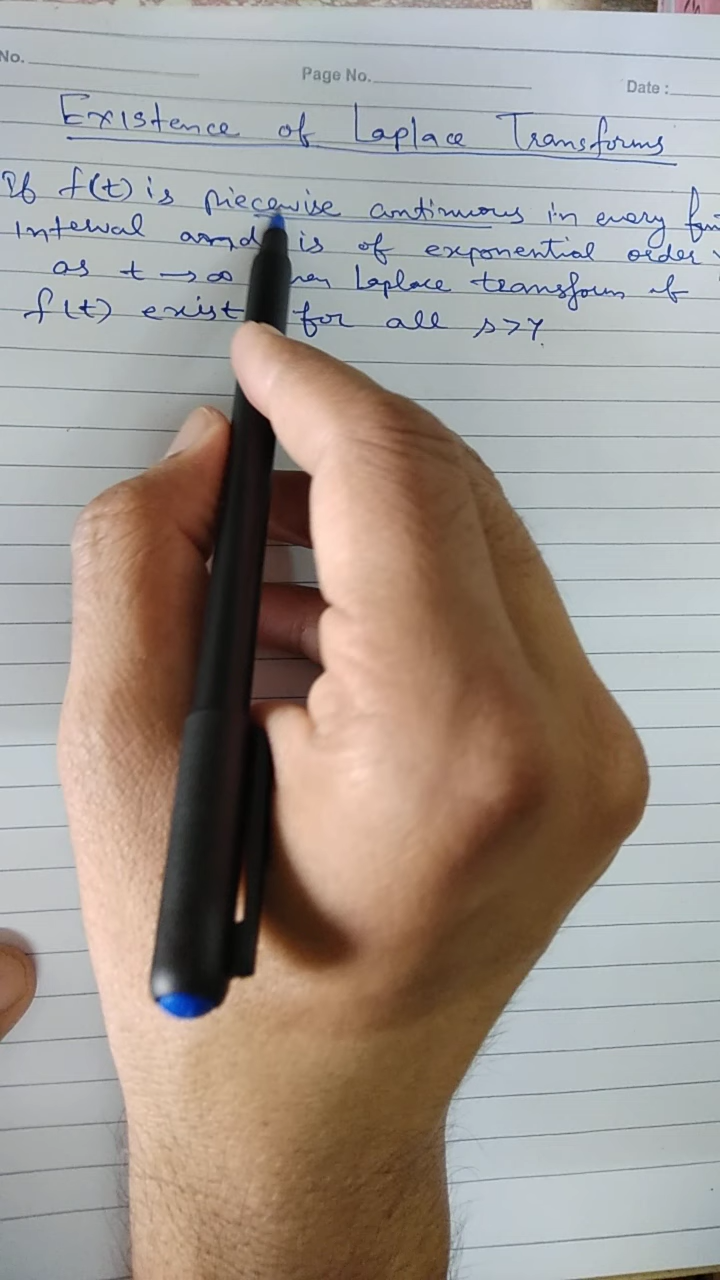 No.
Page No.
Date :
Existence of Laplace Transforms
If f(t) is piecewise continuous in every
Interval and is of exponential order
as t → ∞ Laplace transform of
f(t) exist for all s > γ.